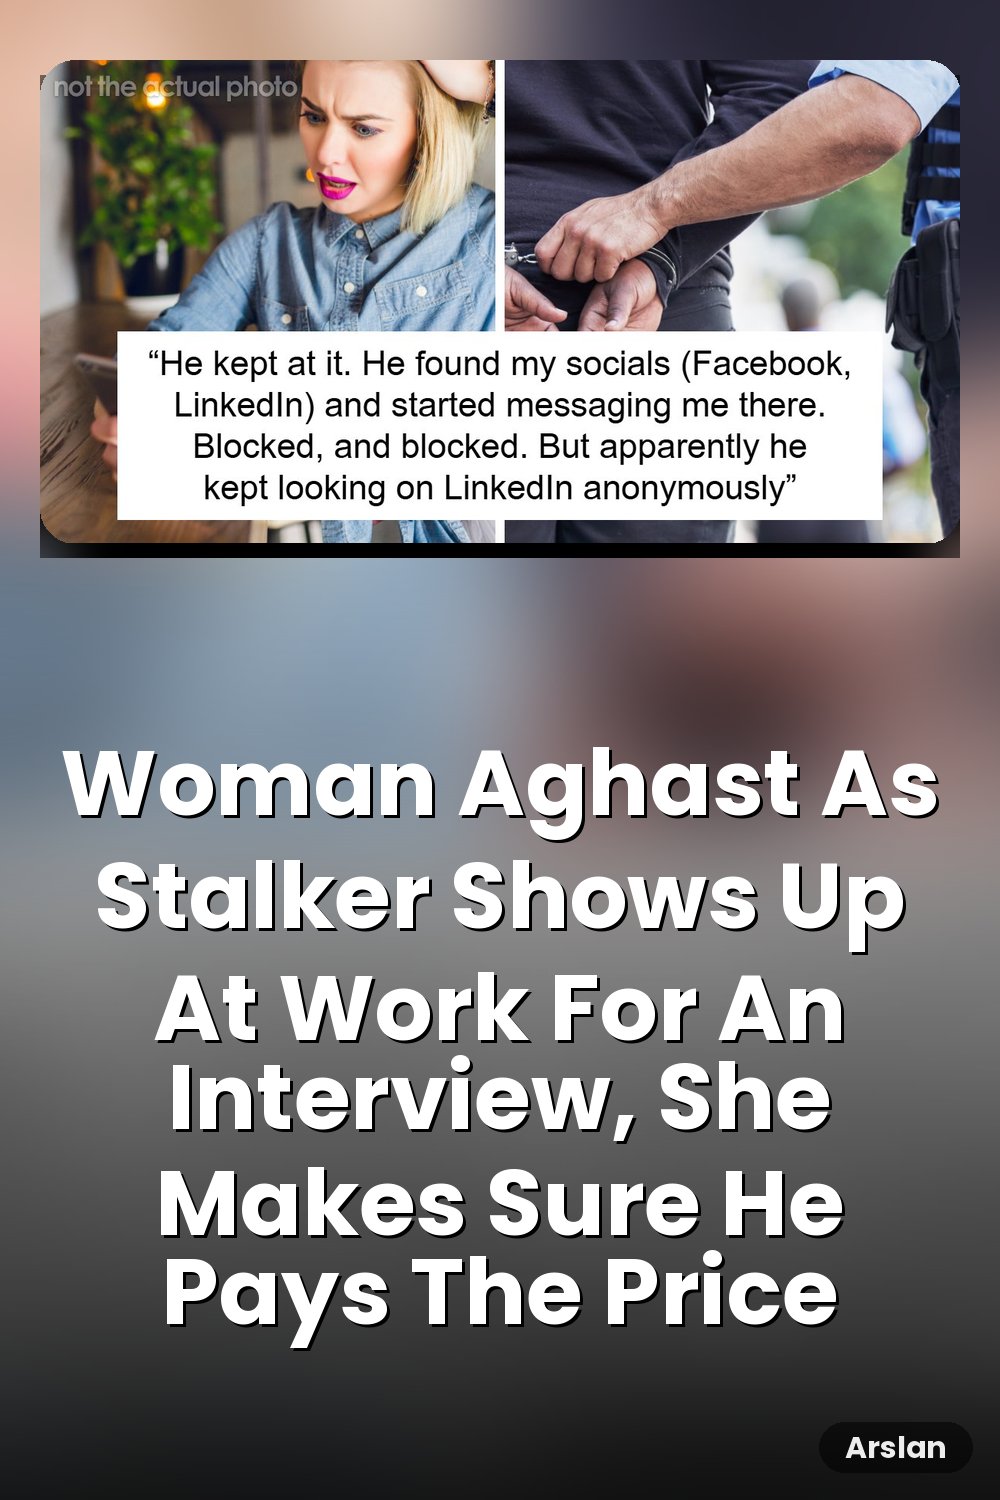 not the actual photo
“He kept at it. He found my socials (Facebook,
LinkedIn) and started messaging me there.
Blocked, and blocked. But apparently he
kept looking on LinkedIn anonymously”
Woman Aghast As
Stalker Shows Up
At Work For An
Interview, She
Makes Sure He
Pays The Price
Arslan